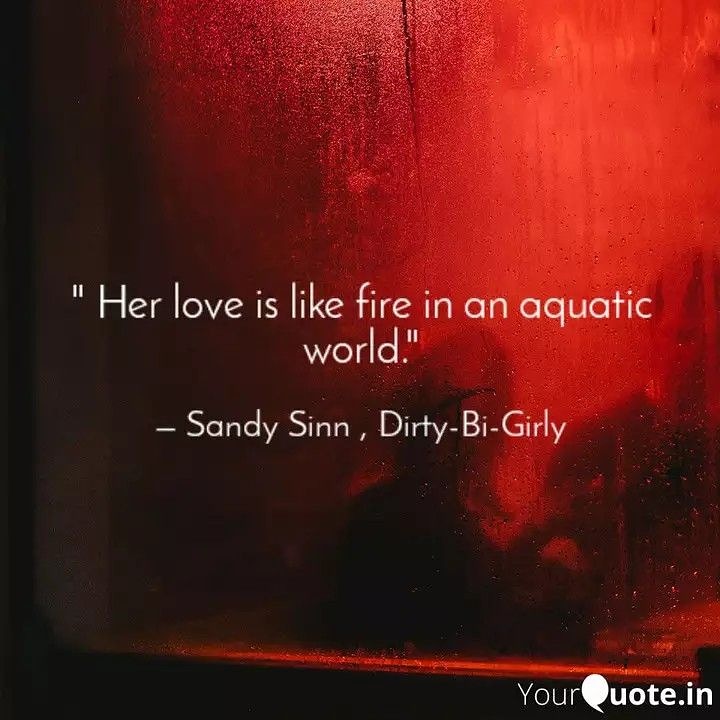 " Her love is like fire in an aquatic
world."
– Sandy Sinn , Dirty-Bi-Girly
YourQuote.in